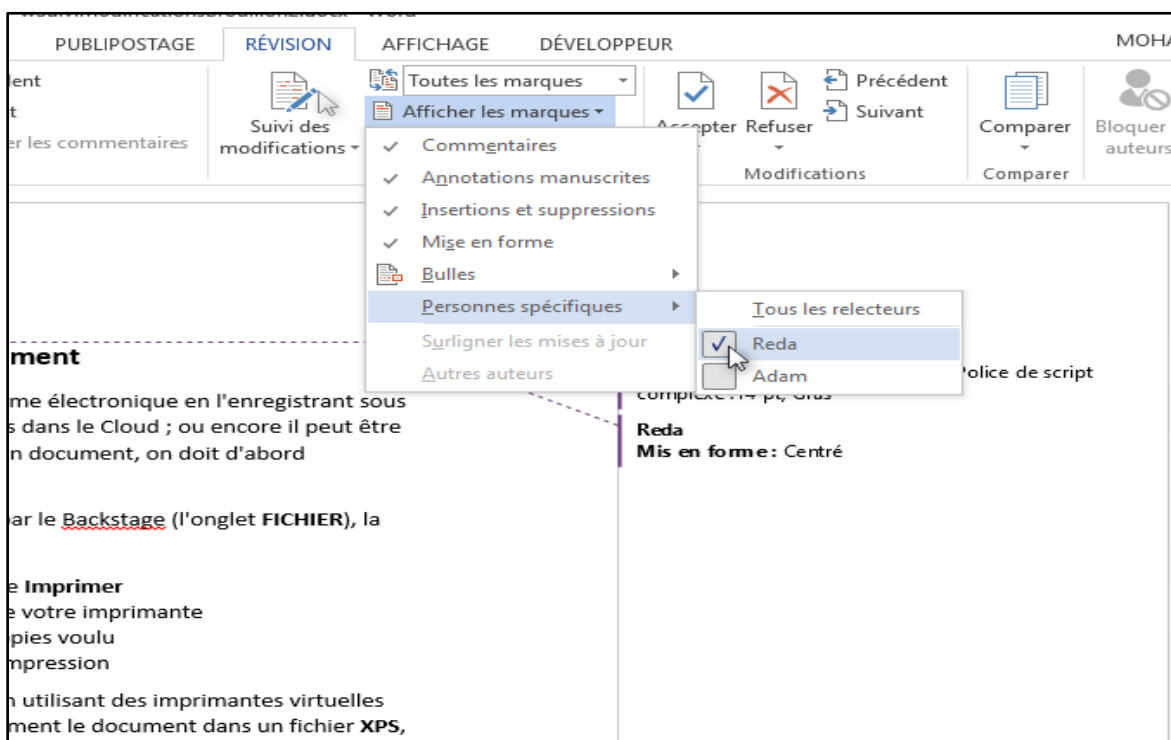 PUBLIPOSTAGE RÉVISION AFFICHAGE DÉVELOPPEUR MOHA
Toutes les marques
Afficher les marques
Suivi des
modifications
er les commentaires
Accepter Refuser
Précédent
Suivant
Modifications
Comparer
Comparer
Bloquer
auteurs
Commentaires
Annotations manuscrites
Insertions et suppressions
Mise en forme
Bulles
Personnes spécifiques
Surligner les mises à jour
Autres auteurs
Tous les relecteurs
Reda
Adam
ment
me électronique en l'enregistrant sous
s dans le Cloud ; ou encore il peut être
n document, on doit d'abord
par le Backstage (l'onglet FICHIER), la
e Imprimer
e votre imprimante
opies voulu
mpression
n utilisant des imprimantes virtuelles
ment le document dans un fichier XPS,
Police de script
complexe :14 pt, Gras
Reda
Mis en forme : Centré